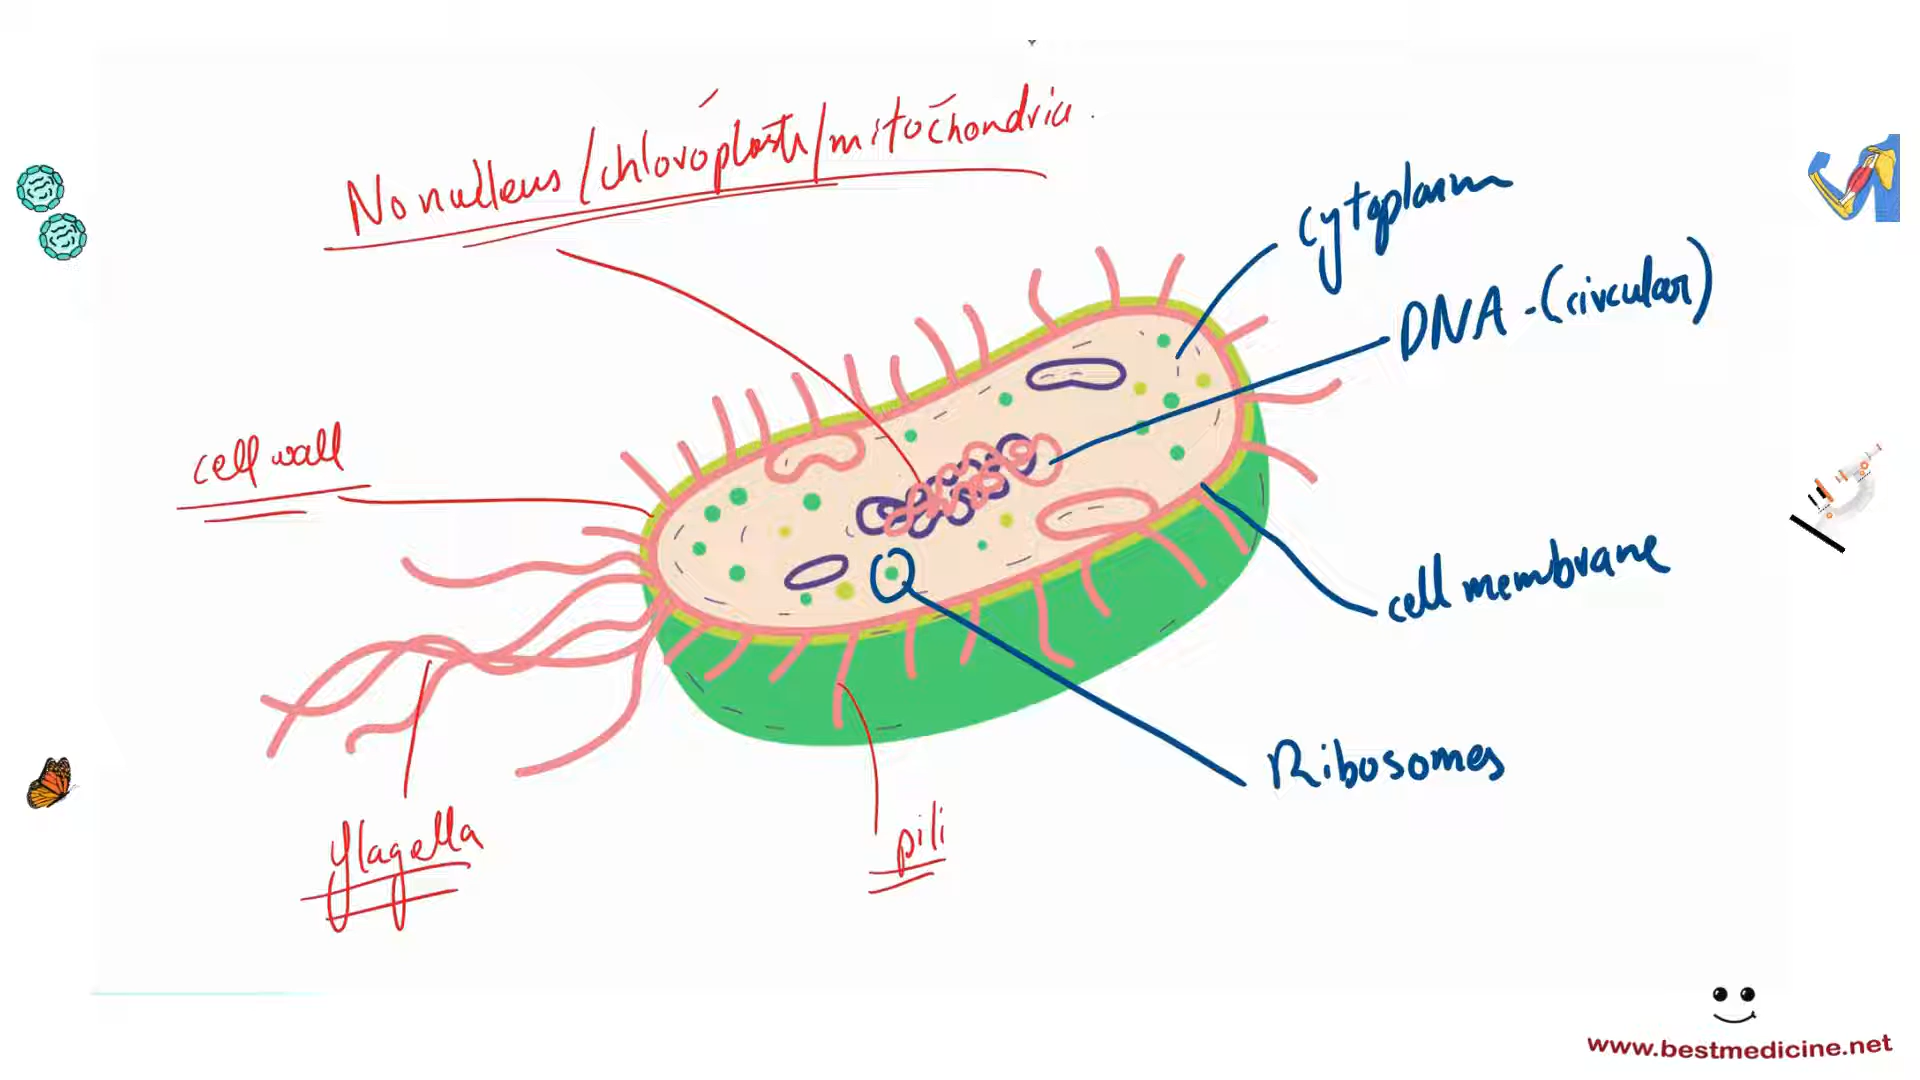 No nucleus/chloroplasts/mitochondria.
cytoplasm
DNA-(circular)
cell wall
cell membrane
Ribosomes
flagella
pili
www.bestmedicine.net